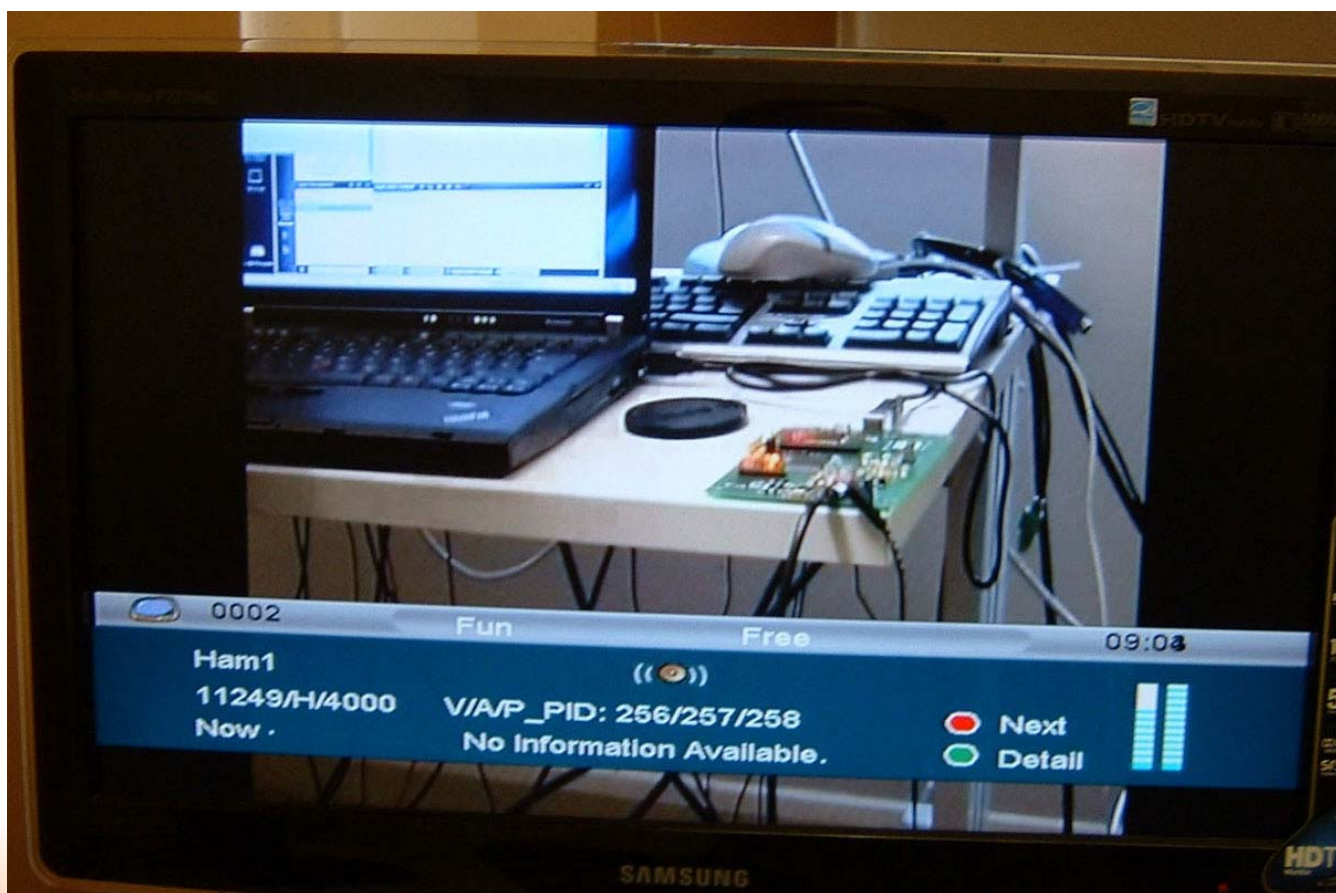 HDTV
0002
Fun
Free
09:04
Ham1
11249/H/4000
V/A/P_PID: 256/257/258
Next
Now .
No Information Available.
Detail
SAMSUNG
HDT